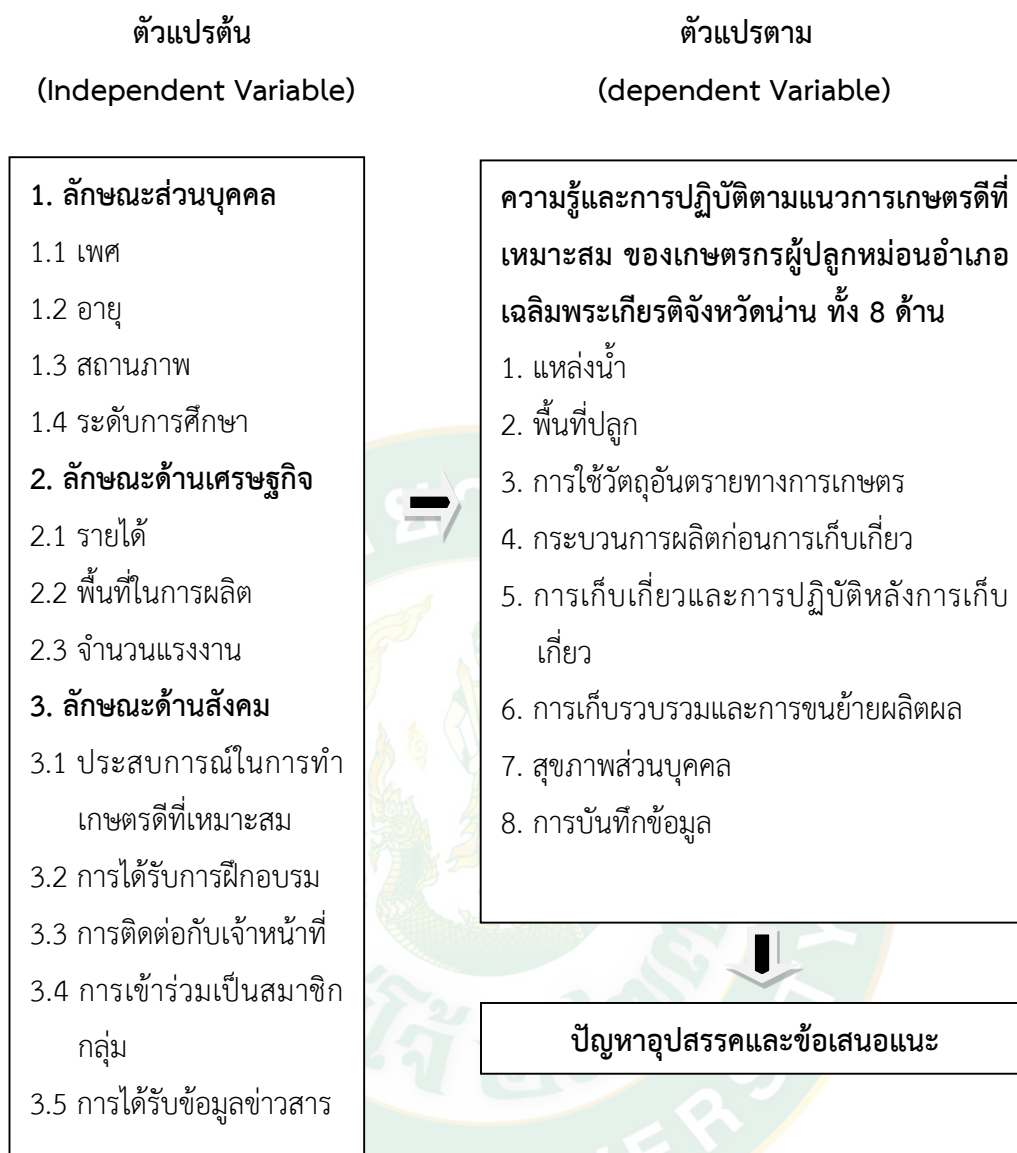 ตัวแปรต้น
(Independent Variable)
1. ลักษณะส่วนบุคคล
1.1 เพศ
1.2 อายุ
1.3 สถานภาพ
1.4 ระดับการศึกษา
2. ลักษณะด้านเศรษฐกิจ
2.1 รายได้
2.2 พื้นที่ในการผลิต
2.3 จำนวนแรงงาน
3. ลักษณะด้านสังคม
3.1 ประสบการณ์ในการทำ
เกษตรดีที่เหมาะสม
3.2 การได้รับการฝึกอบรม
3.3 การติดต่อกับเจ้าหน้าที่
3.4 การเข้าร่วมเป็นสมาชิก
กลุ่ม
3.5 การได้รับข้อมูลข่าวสาร
ตัวแปรตาม
(dependent Variable)
ความรู้และการปฏิบัติตามแนวการเกษตรดีที่
เหมาะสม ของเกษตรกรผู้ปลูกหม่อนอำเภอ
เฉลิมพระเกียรติจังหวัดน่าน ทั้ง 8 ด้าน
1. แหล่งน้ำ
2. พื้นที่ปลูก
3. การใช้วัตถุอันตรายทางการเกษตร
4. กระบวนการผลิตก่อนการเก็บเกี่ยว
5. การเก็บเกี่ยวและการปฏิบัติหลังการเก็บ
เกี่ยว
6. การเก็บรวบรวมและการขนย้ายผลิตผล
7. สุขภาพส่วนบุคคล
8. การบันทึกข้อมูล
ปัญหาอุปสรรคและข้อเสนอแนะ